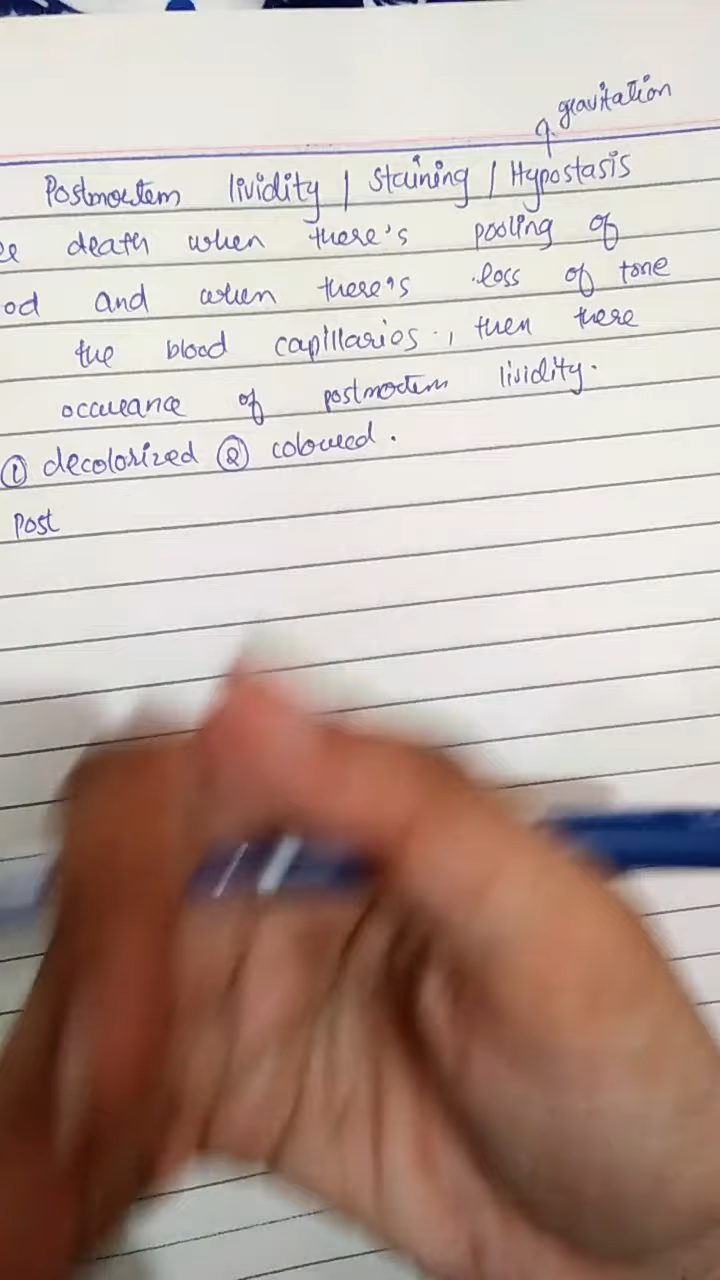 gravitation
Postmortem lividity | Staining | Hypostasis
death when there's pooling of
and when there's loss of tone
the blood capillaries, then there
occurance of postmortem lividity.
① decolorized ② coloured.
Post